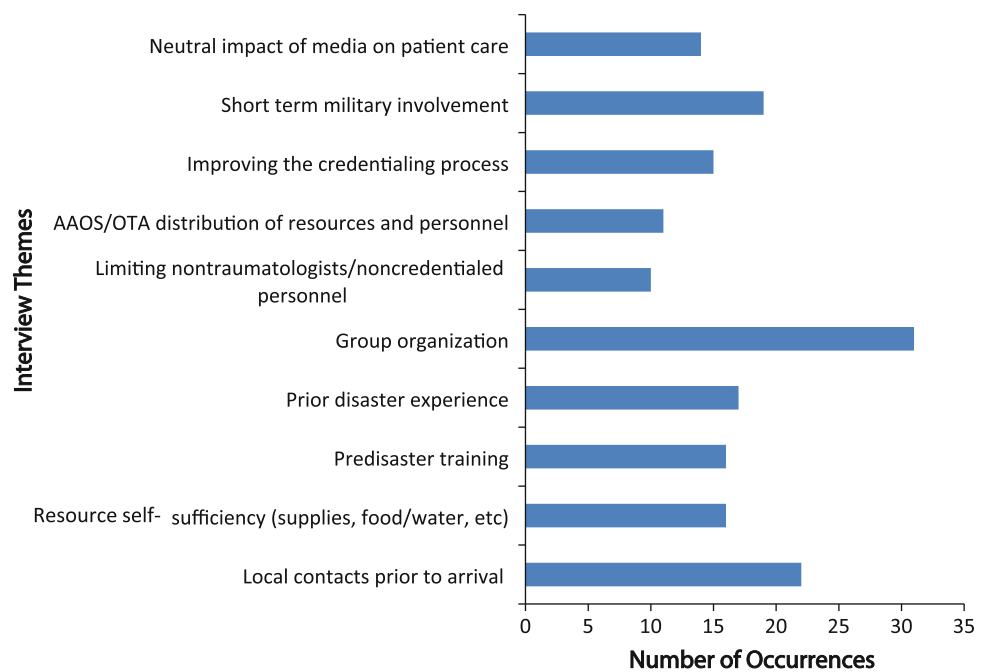 Neutral impact of media on patient care
Short term military involvement
Improving the credentialing process
AAOS/OTA distribution of resources and personnel
Limiting nontraumatologists/noncredentialed
personnel
Group organization
Prior disaster experience
Predisaster training
Resource self- sufficiency (supplies, food/water, etc)
Local contacts prior to arrival
Interview Themes
0 5 10 15 20 25 30 35
Number of Occurrences